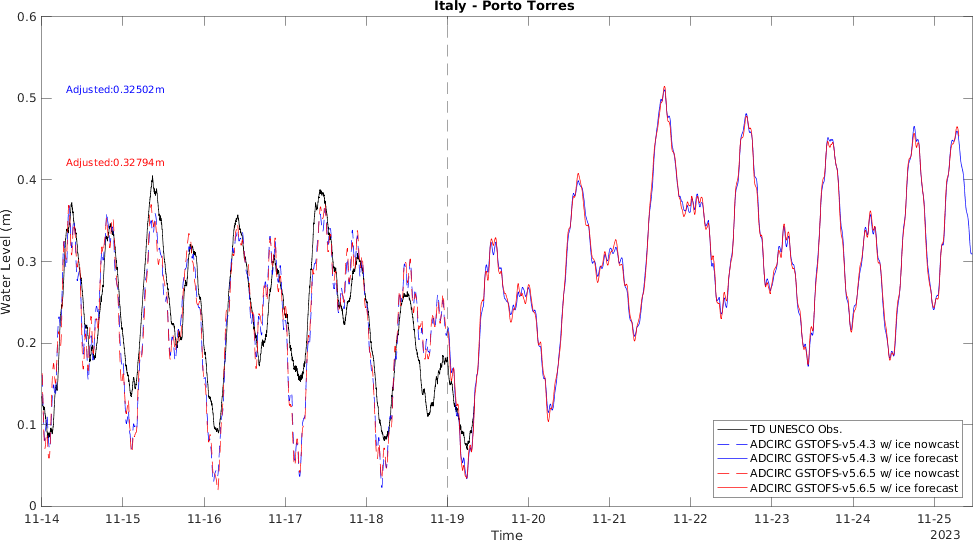 Italy - Porto Torres
0.6
0.5
0.4
0.3
0.2
0.1
0
Water Level (m)
Adjusted:0.32502m
Adjusted:0.32794m
TD UNESCO Obs.
ADCIRC GSTOFS-v5.4.3 w/ ice nowcast
ADCIRC GSTOFS-v5.4.3 w/ ice forecast
ADCIRC GSTOFS-v5.6.5 w/ ice nowcast
ADCIRC GSTOFS-v5.6.5 w/ ice forecast
11-14 11-15 11-16 11-17 11-18 11-19 11-20 11-21 11-22 11-23 11-24 11-25
2023
Time